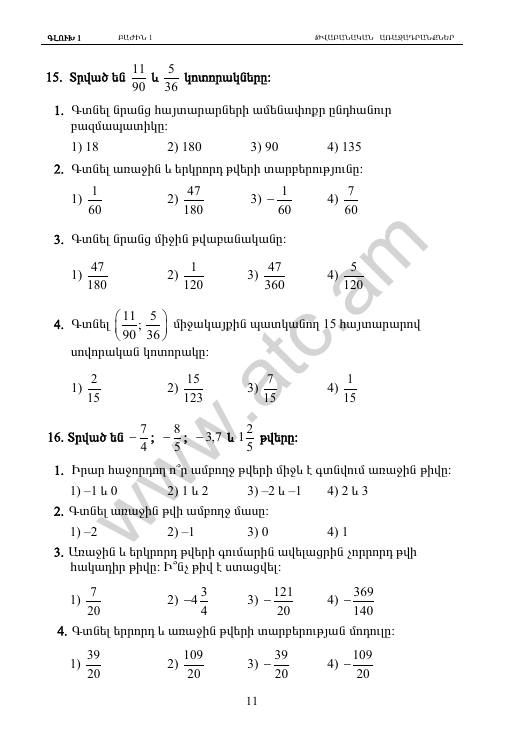 ԳԼՈՒԽ 1 ԲԱԺԻՆ 1 ԹՎԱԲԱՆԱԿԱՆ ԱՌԱՋԱԴՐԱՆՔՆԵՐ
15. Տրված են 11/90 և 5/36 կոտորակները:
1. Գտնել նրանց հայտարարների ամենափոքր ընդհանուր
բազմապատիկը:
1) 18 2) 180 3) 90 4) 135
2. Գտնել առաջին և երկրորդ թվերի տարբերությունը:
1) 1/60 2) 47/180 3) −1/60 4) 7/60
3. Գտնել նրանց միջին թվաբանականը:
1) 47/180 2) 1/120 3) 47/360 4) 5/120
4. Գտնել (11/90; 5/36) միջակայքին պատկանող 15 հայտարարով
սովորական կոտորակը:
1) 2/15 2) 15/123 3) 7/15 4) 1/15
16. Տրված են −7/4; −8/5; −3,7 և 1 2/5 թվերը:
1. Իրար հաջորդող ո՞ր ամբողջ թվերի միջև է գտնվում առաջին թիվը:
1) –1 և 0 2) 1 և 2 3) –2 և –1 4) 2 և 3
2. Գտնել առաջին թվի ամբողջ մասը:
1) –2 2) –1 3) 0 4) 1
3. Առաջին և երկրորդ թվերի գումարին ավելացրին չորրորդ թվի
հակադիր թիվը: Ի՞նչ թիվ է ստացվել:
1) 7/20 2) −4 3/4 3) −121/20 4) −369/140
4. Գտնել երրորդ և առաջին թվերի տարբերության մոդուլը:
1) 39/20 2) 109/20 3) −39/20 4) −109/20
11
www.atc.am